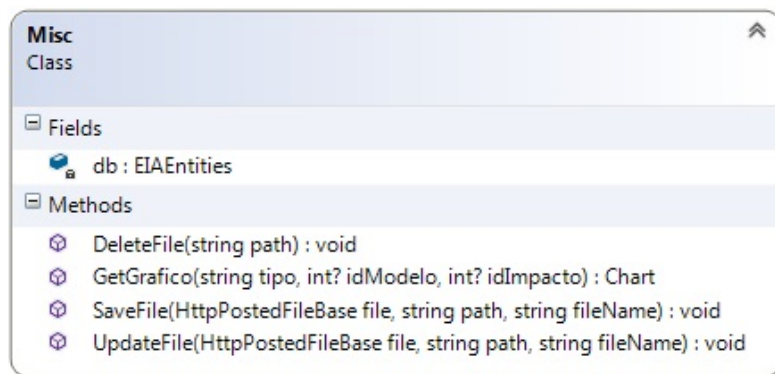 Misc
Class
Fields
db : EIAEntities
Methods
DeleteFile(string path) : void
GetGrafico(string tipo, int? idModelo, int? idImpacto) : Chart
SaveFile(HttpPostedFileBase file, string path, string fileName) : void
UpdateFile(HttpPostedFileBase file, string path, string fileName) : void